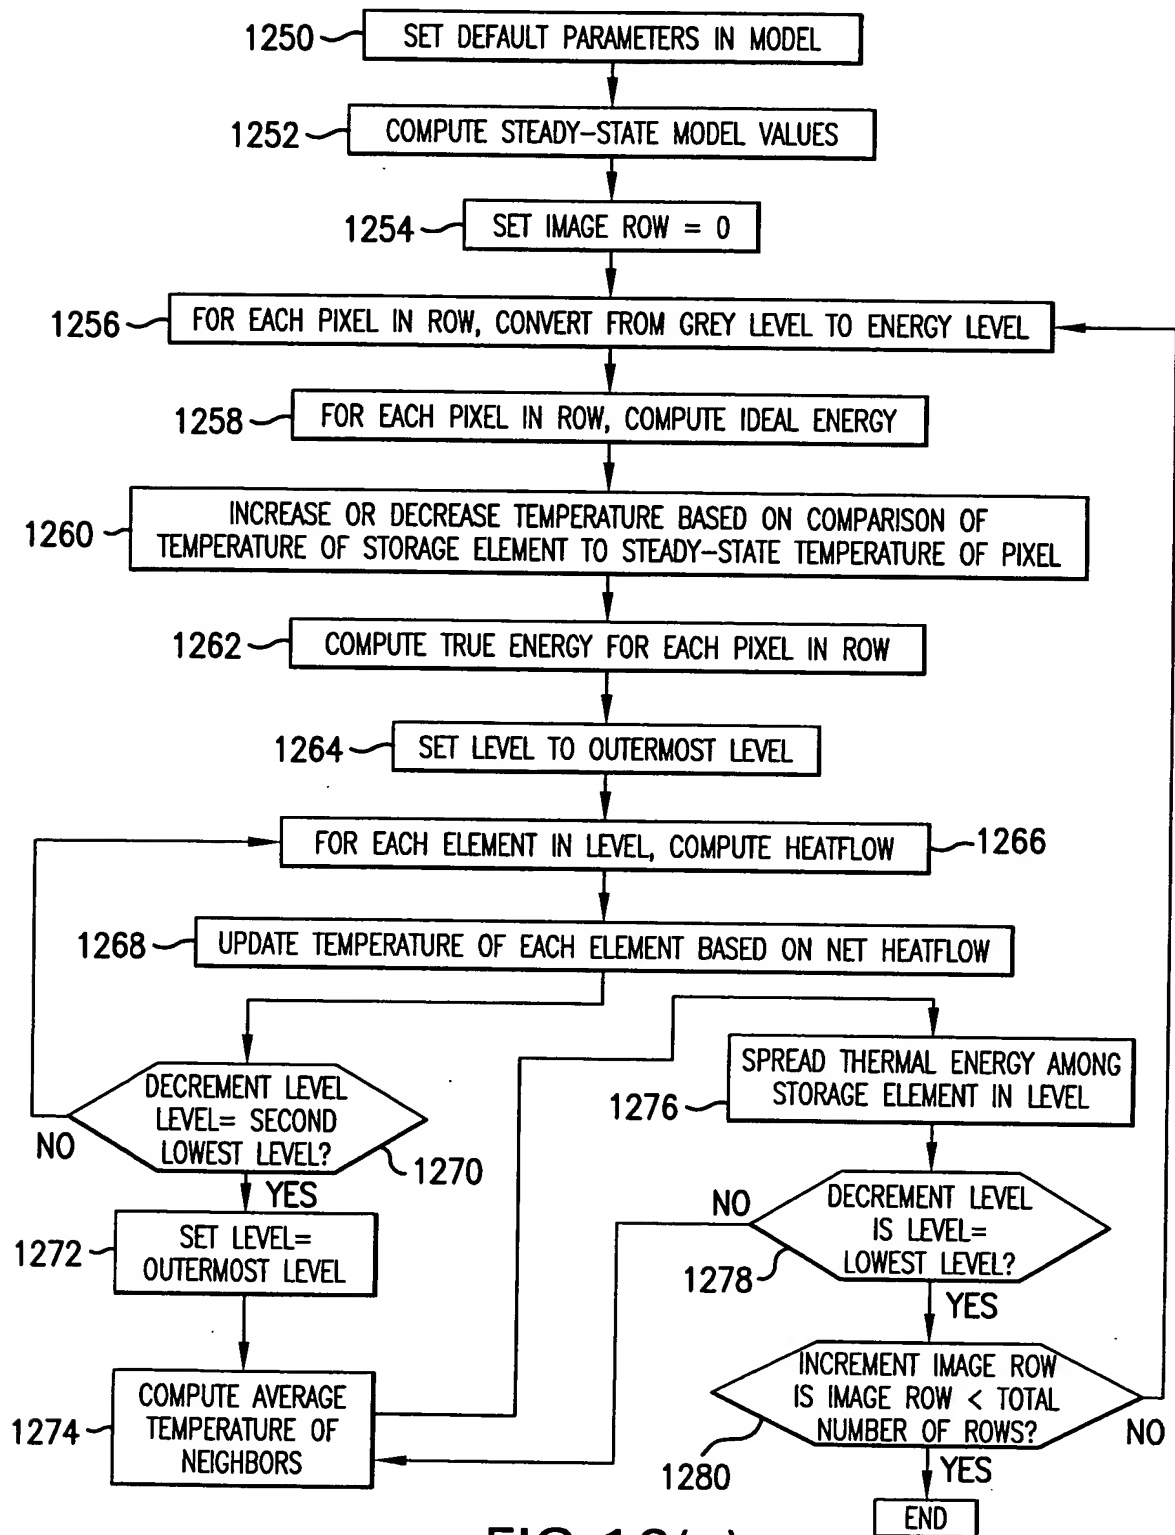 1250 SET DEFAULT PARAMETERS IN MODEL
1252 COMPUTE STEADY-STATE MODEL VALUES
1254 SET IMAGE ROW = 0
1256 FOR EACH PIXEL IN ROW, CONVERT FROM GREY LEVEL TO ENERGY LEVEL
1258 FOR EACH PIXEL IN ROW, COMPUTE IDEAL ENERGY
1260 INCREASE OR DECREASE TEMPERATURE BASED ON COMPARISON OF
TEMPERATURE OF STORAGE ELEMENT TO STEADY-STATE TEMPERATURE OF PIXEL
1262 COMPUTE TRUE ENERGY FOR EACH PIXEL IN ROW
1264 SET LEVEL TO OUTERMOST LEVEL
FOR EACH ELEMENT IN LEVEL, COMPUTE HEATFLOW 1266
1268 UPDATE TEMPERATURE OF EACH ELEMENT BASED ON NET HEATFLOW
DECREMENT LEVEL
LEVEL= SECOND
LOWEST LEVEL?
NO
1270
YES
1272 SET LEVEL=
OUTERMOST LEVEL
1274 COMPUTE AVERAGE
TEMPERATURE OF
NEIGHBORS
SPREAD THERMAL ENERGY AMONG
STORAGE ELEMENT IN LEVEL
1276
NO
DECREMENT LEVEL
IS LEVEL=
LOWEST LEVEL?
1278
YES
INCREMENT IMAGE ROW
IS IMAGE ROW < TOTAL
NUMBER OF ROWS?
NO
1280
YES
END